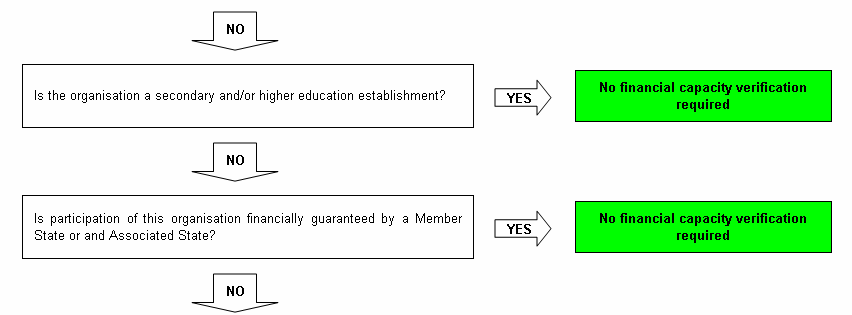 NO
Is the organisation a secondary and/or higher education establishment?
YES
No financial capacity verification
required
NO
Is participation of this organisation financially guaranteed by a Member
State or and Associated State?
YES
No financial capacity verification
required
NO